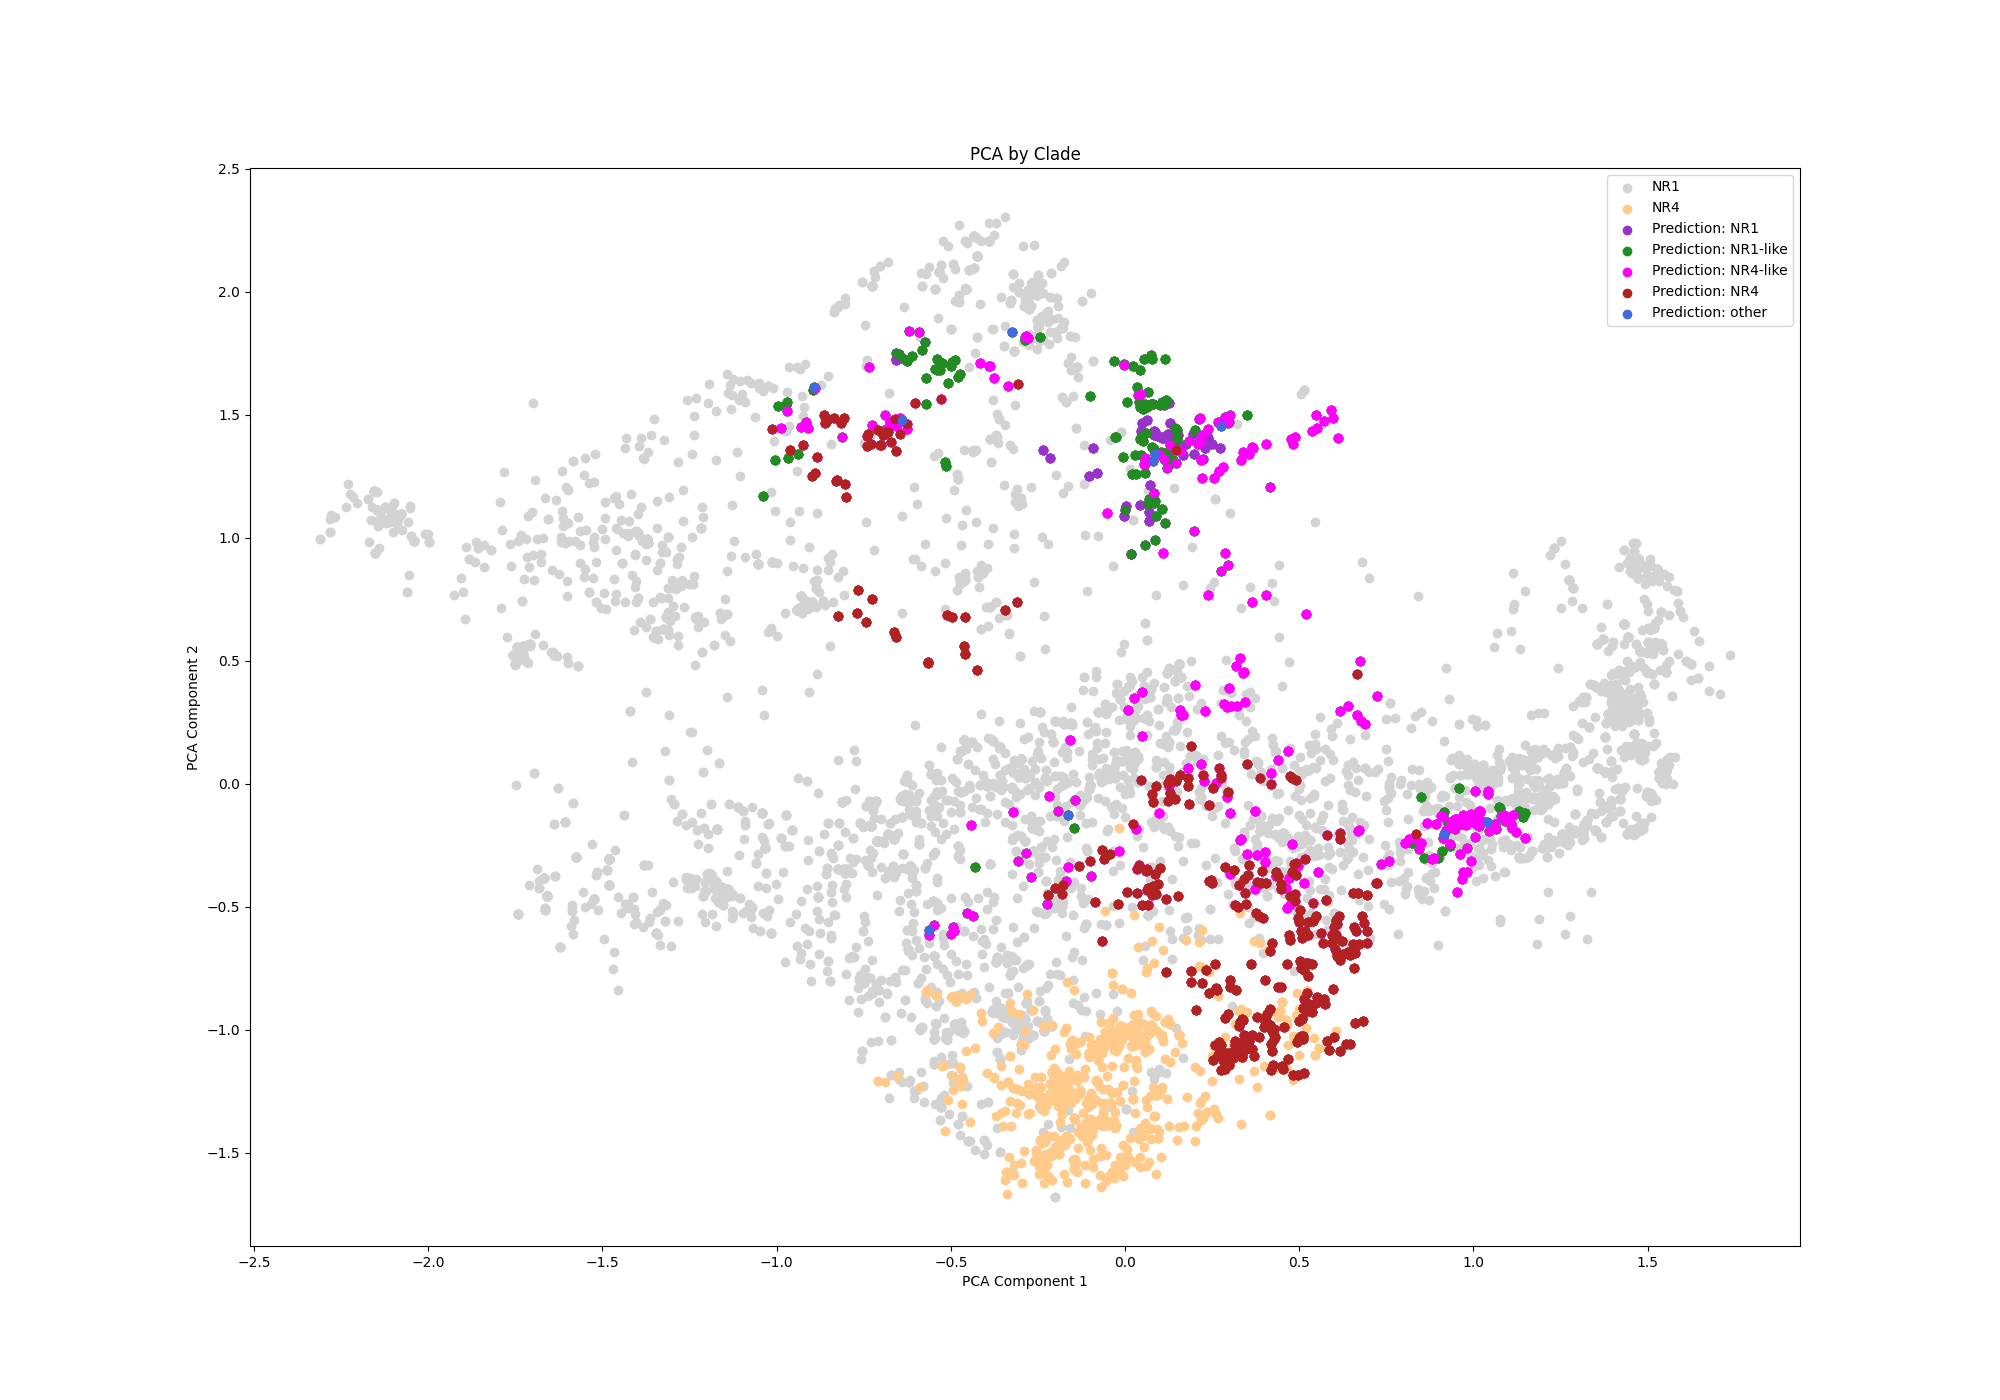 PCA by Clade
2.5
2.0
1.5
1.0
0.5
0.0
−0.5
−1.0
−1.5
PCA Component 2
NR1
NR4
Prediction: NR1
Prediction: NR1-like
Prediction: NR4-like
Prediction: NR4
Prediction: other
−2.5 −2.0 −1.5 −1.0 −0.5 0.0 0.5 1.0 1.5
PCA Component 1